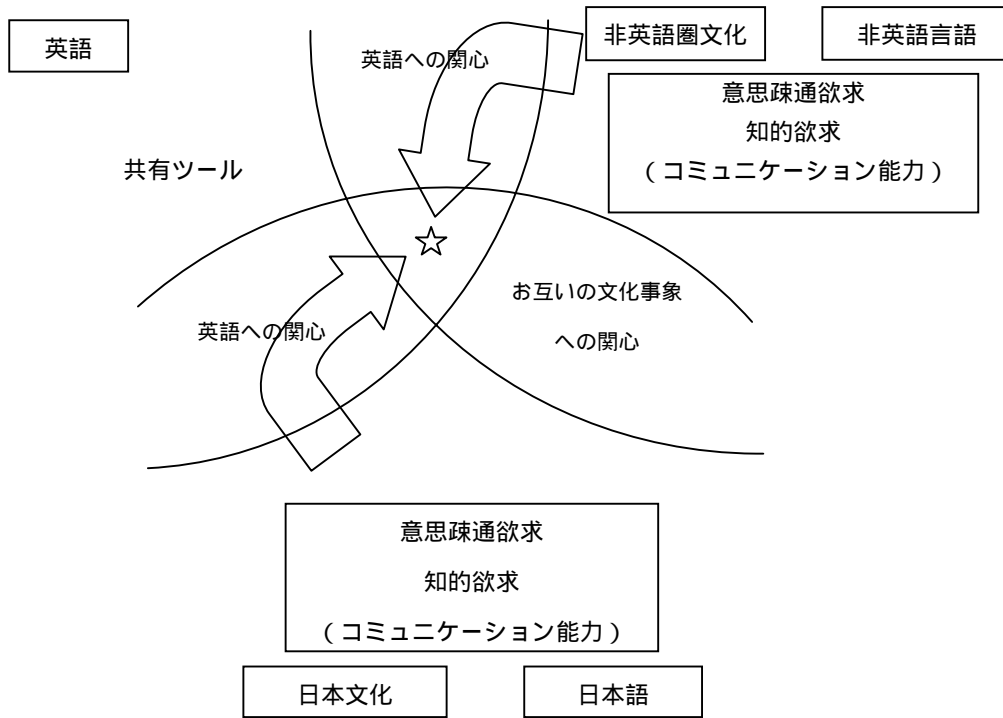 英語
英語への関心
非英語圏文化
非英語言語
意思疎通欲求
知的欲求
(コミュニケーション能力)
共有ツール
お互いの文化事象
への関心
英語への関心
意思疎通欲求
知的欲求
(コミュニケーション能力)
日本文化
日本語